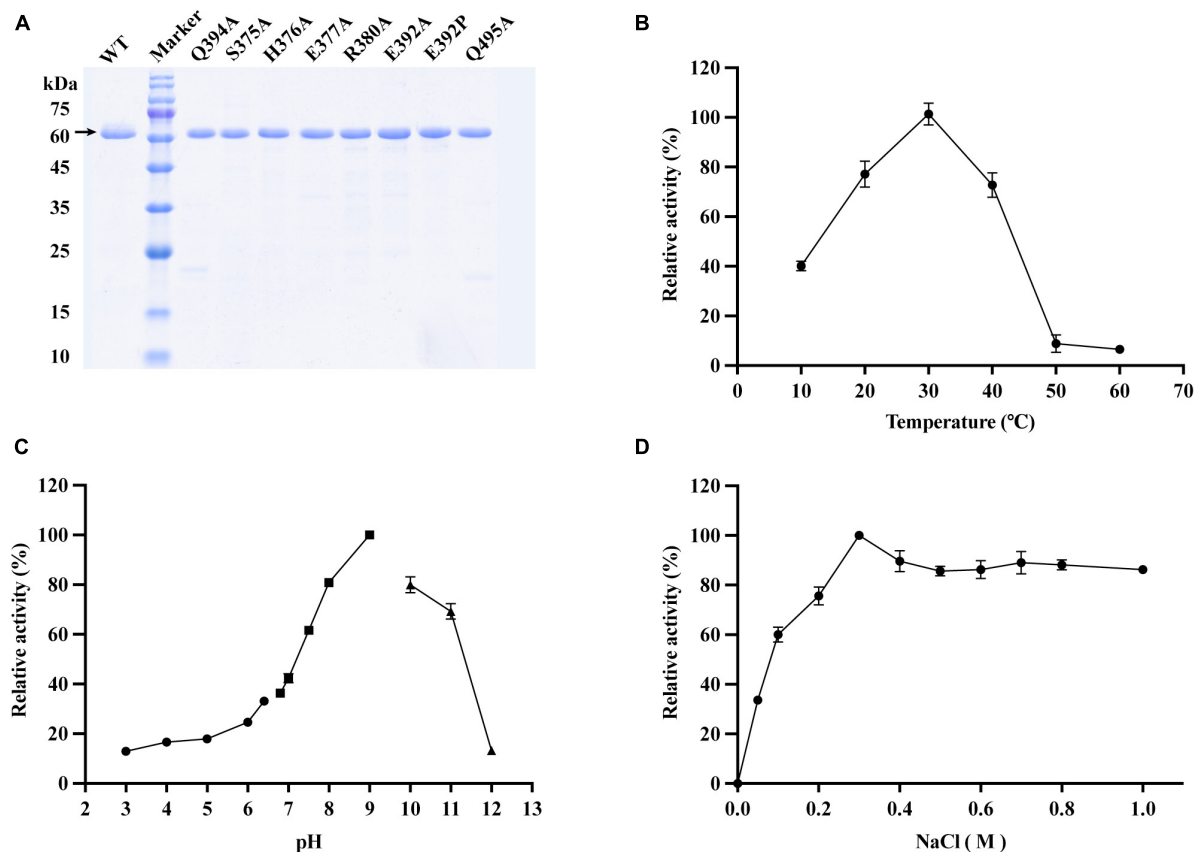 A
WT Marker Q394A S375A H376A E377A R380A E392A E392P Q495A
kDa
75
60
45
35
25
15
10
B
Relative activity (%)
120
100
80
60
40
20
0
0 10 20 30 40 50 60 70
Temperature (℃)
C
Relative activity (%)
120
100
80
60
40
20
0
2 3 4 5 6 7 8 9 10 11 12 13
pH
D
Relative activity (%)
120
100
80
60
40
20
0
0.0 0.2 0.4 0.6 0.8 1.0
NaCl ( M )